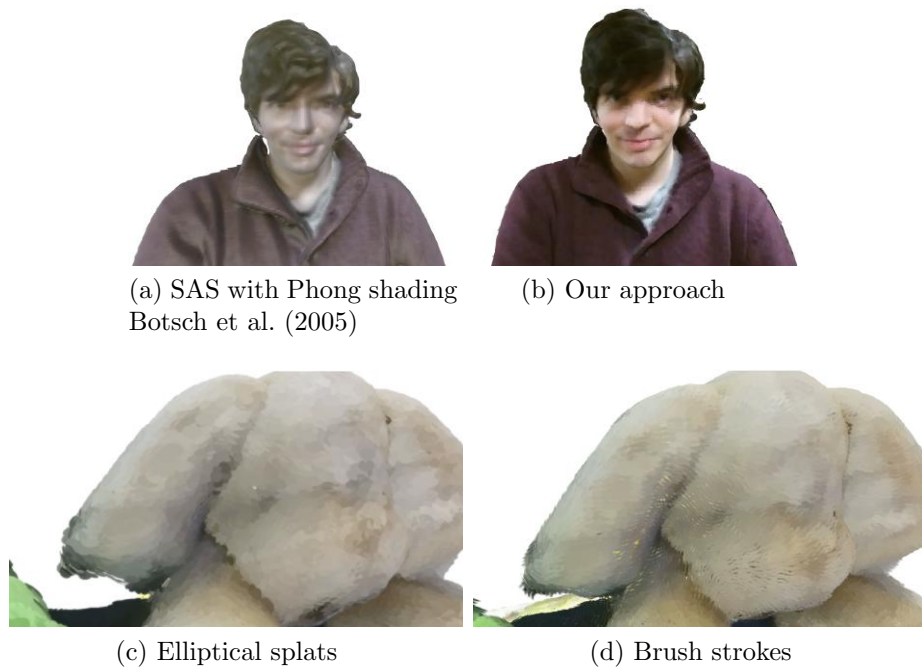 (a) SAS with Phong shading
Botsch et al. (2005)
(b) Our approach
(c) Elliptical splats
(d) Brush strokes